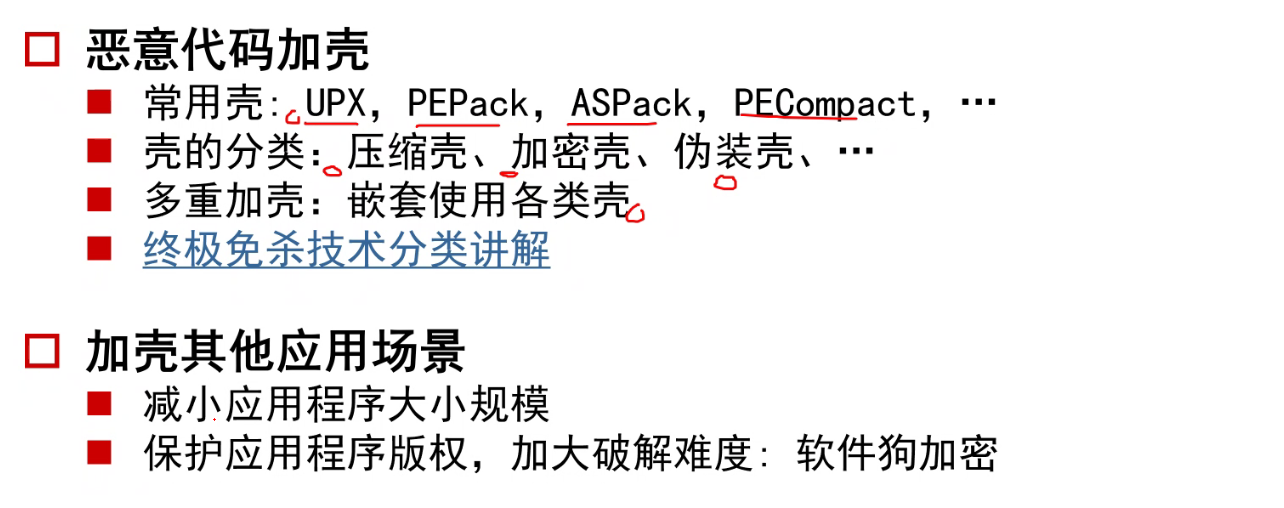 恶意代码加壳
常用壳: UPX, PEPack, ASPack, PECompact, …
壳的分类: 压缩壳、加密壳、伪装壳、…
多重加壳: 嵌套使用各类壳
终极免杀技术分类讲解
加壳其他应用场景
减小应用程序大小规模
保护应用程序版权, 加大破解难度: 软件狗加密